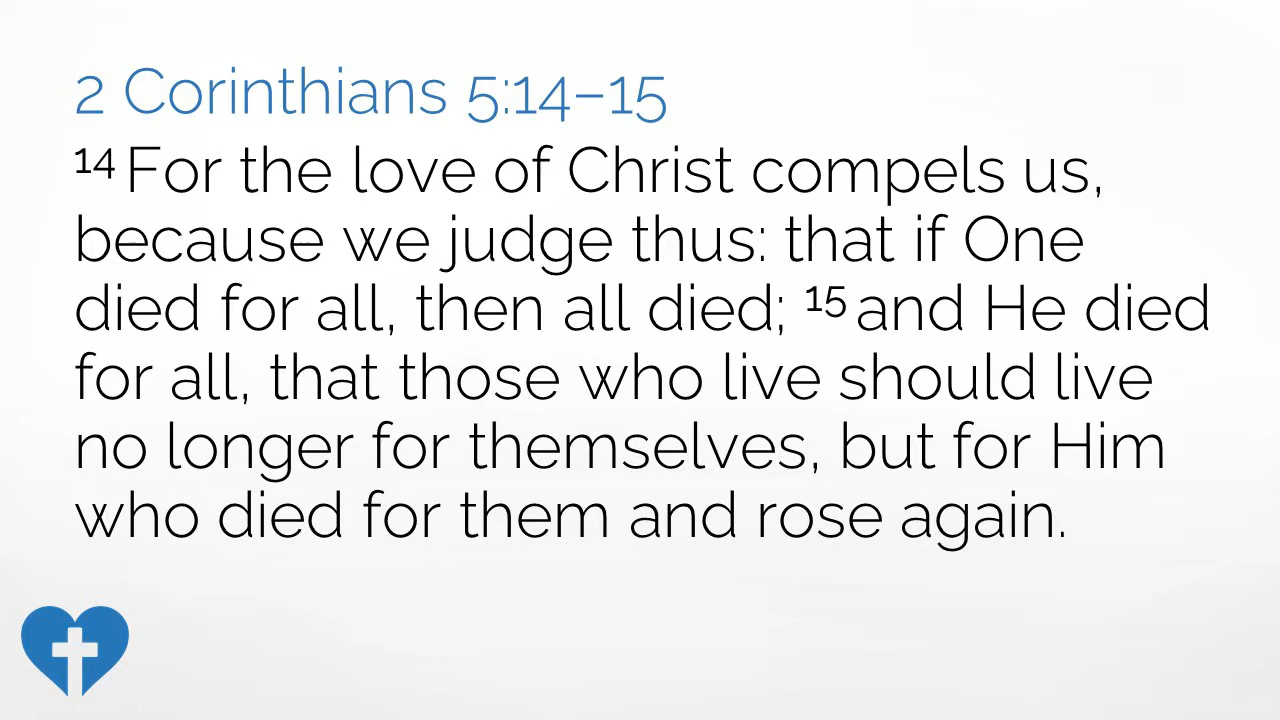 2 Corinthians 5:14–15
14 For the love of Christ compels us,
because we judge thus: that if One
died for all, then all died; 15 and He died
for all, that those who live should live
no longer for themselves, but for Him
who died for them and rose again.